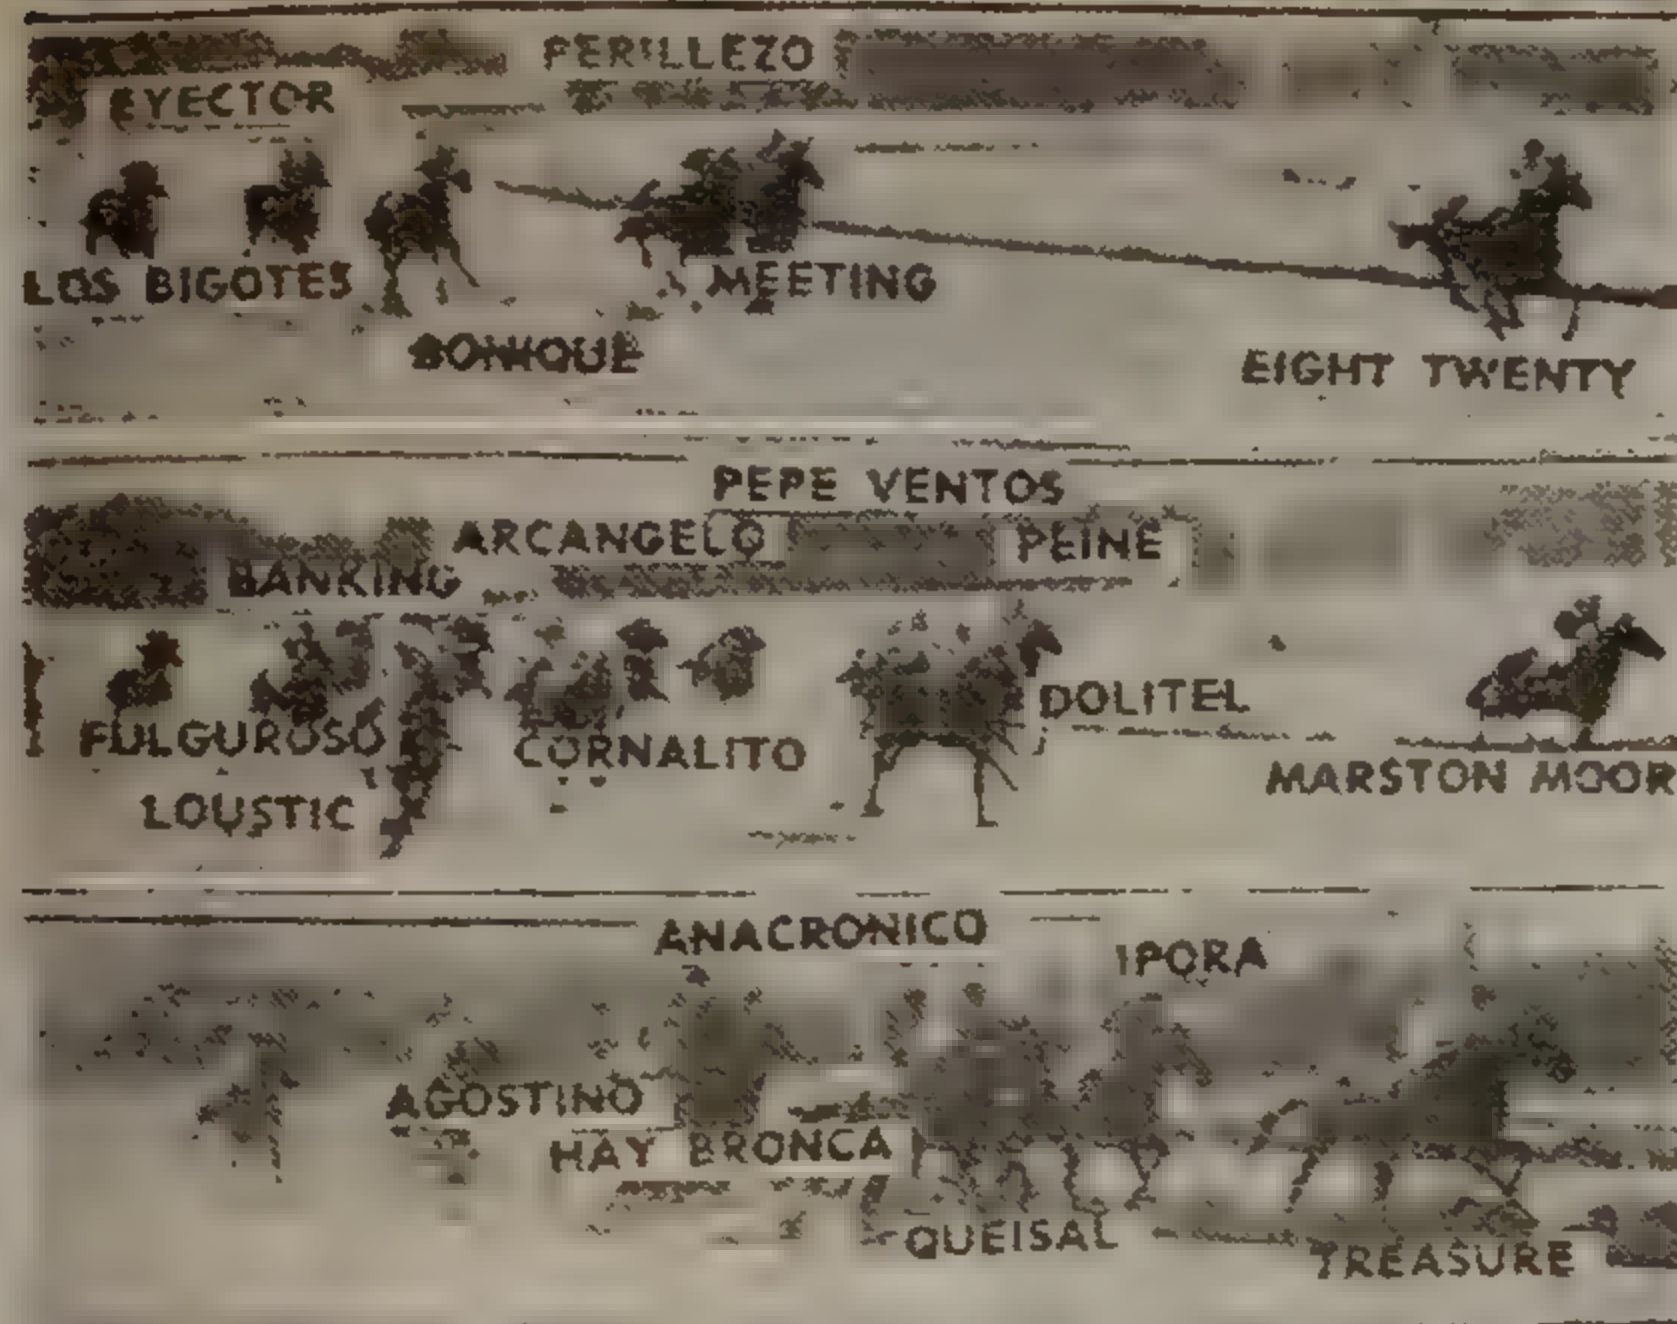 PERILLEZO
EYECTOR
LOS BIGOTES
MEETING
BONIQUE
EIGHT TWENTY
PEPE VENTOS
ARCANGELO
PEINE
BANKING
DOLITEL
FULGUROSO
CORNALITO
MARSTON MOOR
LOUSTIC
ANACRONICO
IPORA
AGOSTINO
HAY BRONCA
QUEISAL
TREASURE